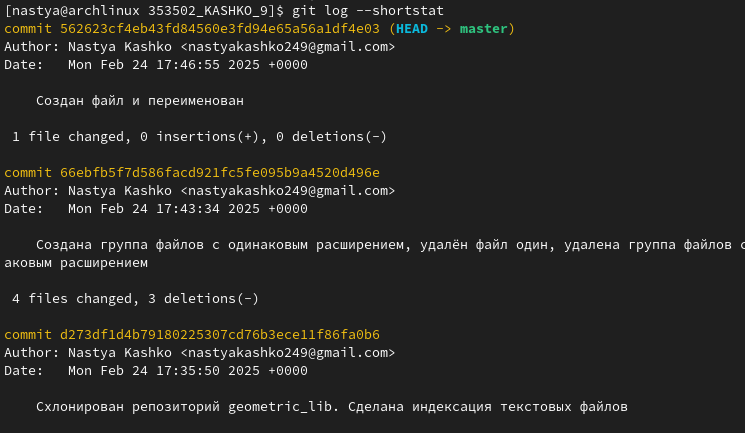 [nastya@archlinux 353502_KASHKO_9]$ git log --shortstat
commit 562623cf4eb43fd84560e3fd94e65a56a1df4e03 (HEAD -> master)
Author: Nastya Kashko <nastyakashko249@gmail.com>
Date:   Mon Feb 24 17:46:55 2025 +0000
Создан файл и переименован
1 file changed, 0 insertions(+), 0 deletions(-)
commit 66ebfb5f7d586facd921fc5fe095b9a4520d496e
Author: Nastya Kashko <nastyakashko249@gmail.com>
Date:   Mon Feb 24 17:43:34 2025 +0000
Создана группа файлов с одинаковым расширением, удалён файл один, удалена группа файлов с
аковым расширением
4 files changed, 3 deletions(-)
commit d273df1d4b79180225307cd76b3ece11f86fa0b6
Author: Nastya Kashko <nastyakashko249@gmail.com>
Date:   Mon Feb 24 17:35:50 2025 +0000
Схлонирован репозиторий geometric_lib. Сделана индексация текстовых файлов